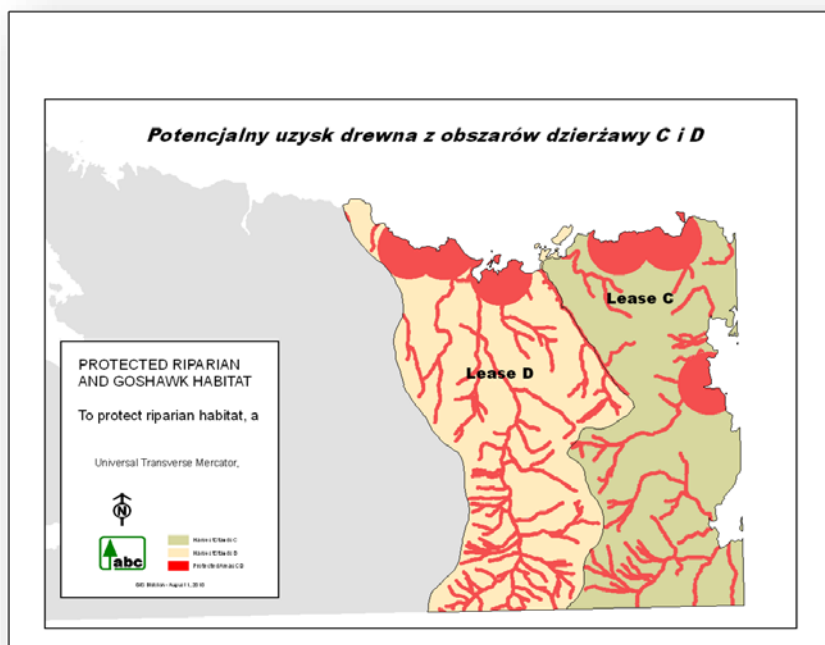 Potencjalny uzysk drewna z obszarów dzierżawy C i D
Lease C
Lease D
PROTECTED RIPARIAN
AND GOSHAWK HABITAT
To protect riparian habitat, a
Universal Transverse Mercator,
N
abc